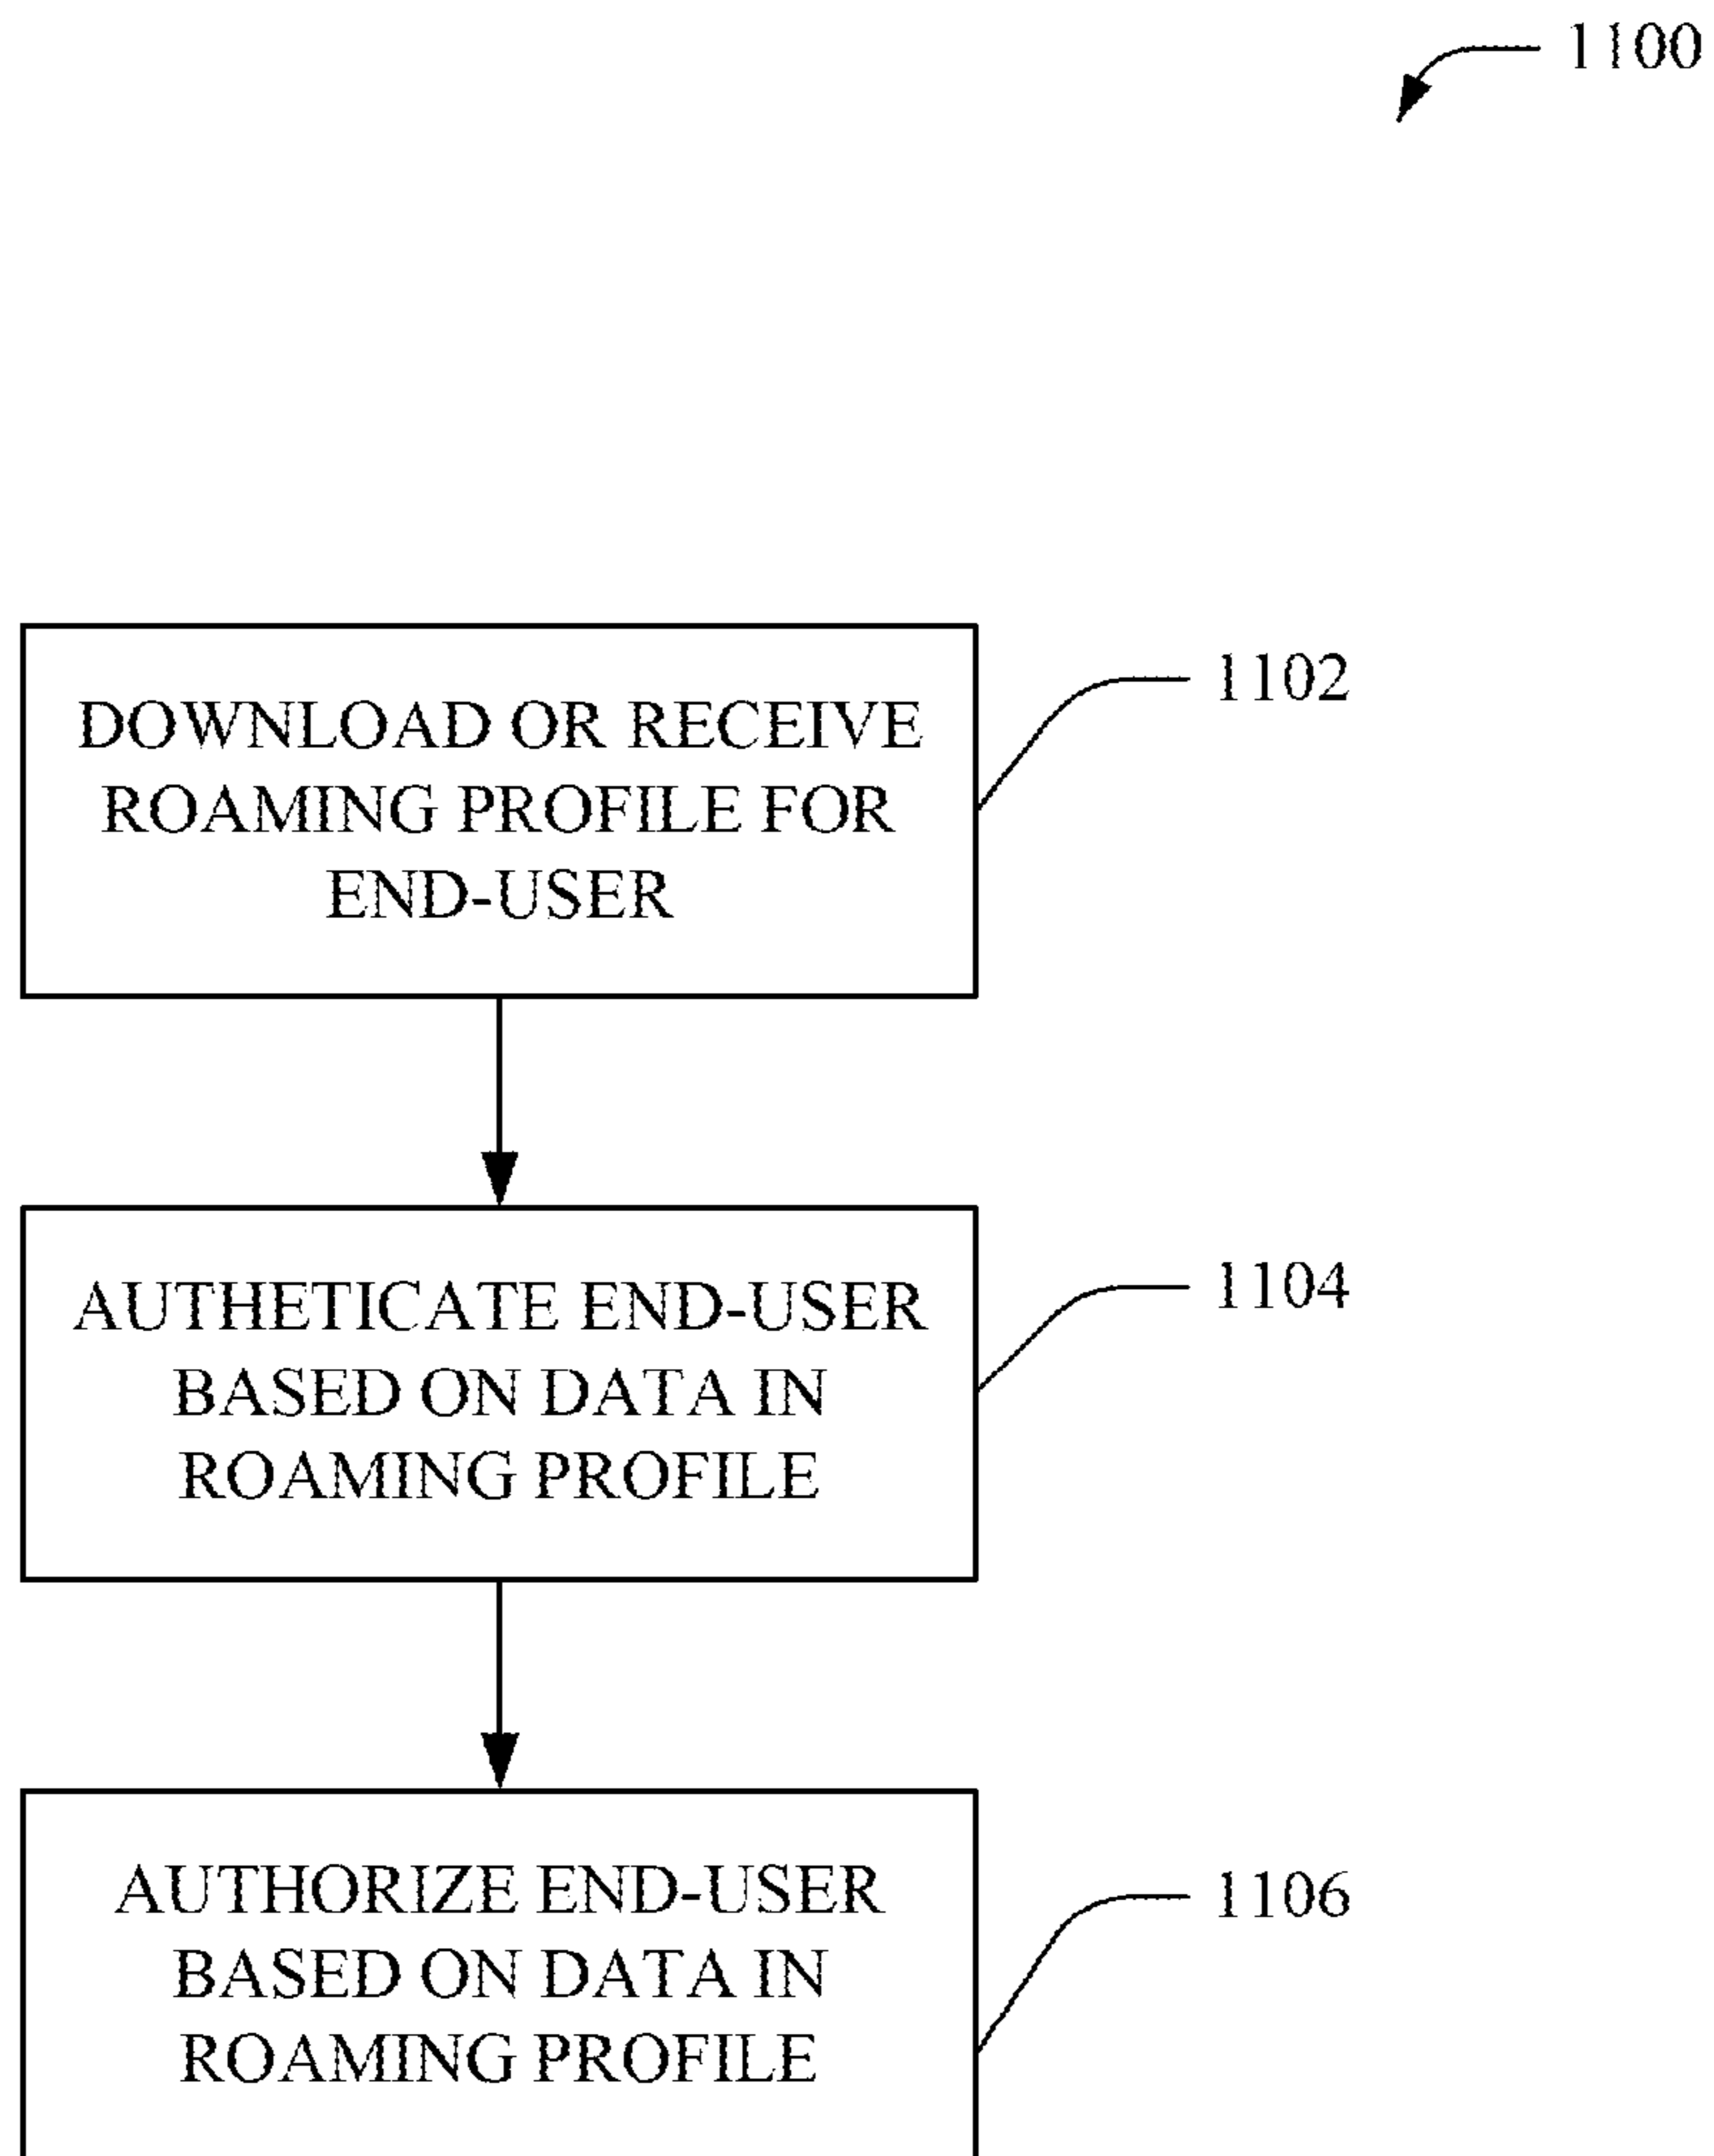 1100
DOWNLOAD OR RECEIVE
ROAMING PROFILE FOR
END-USER
1102
AUTHETICATE END-USER
BASED ON DATA IN
ROAMING PROFILE
1104
AUTHORIZE END-USER
BASED ON DATA IN
ROAMING PROFILE
1106